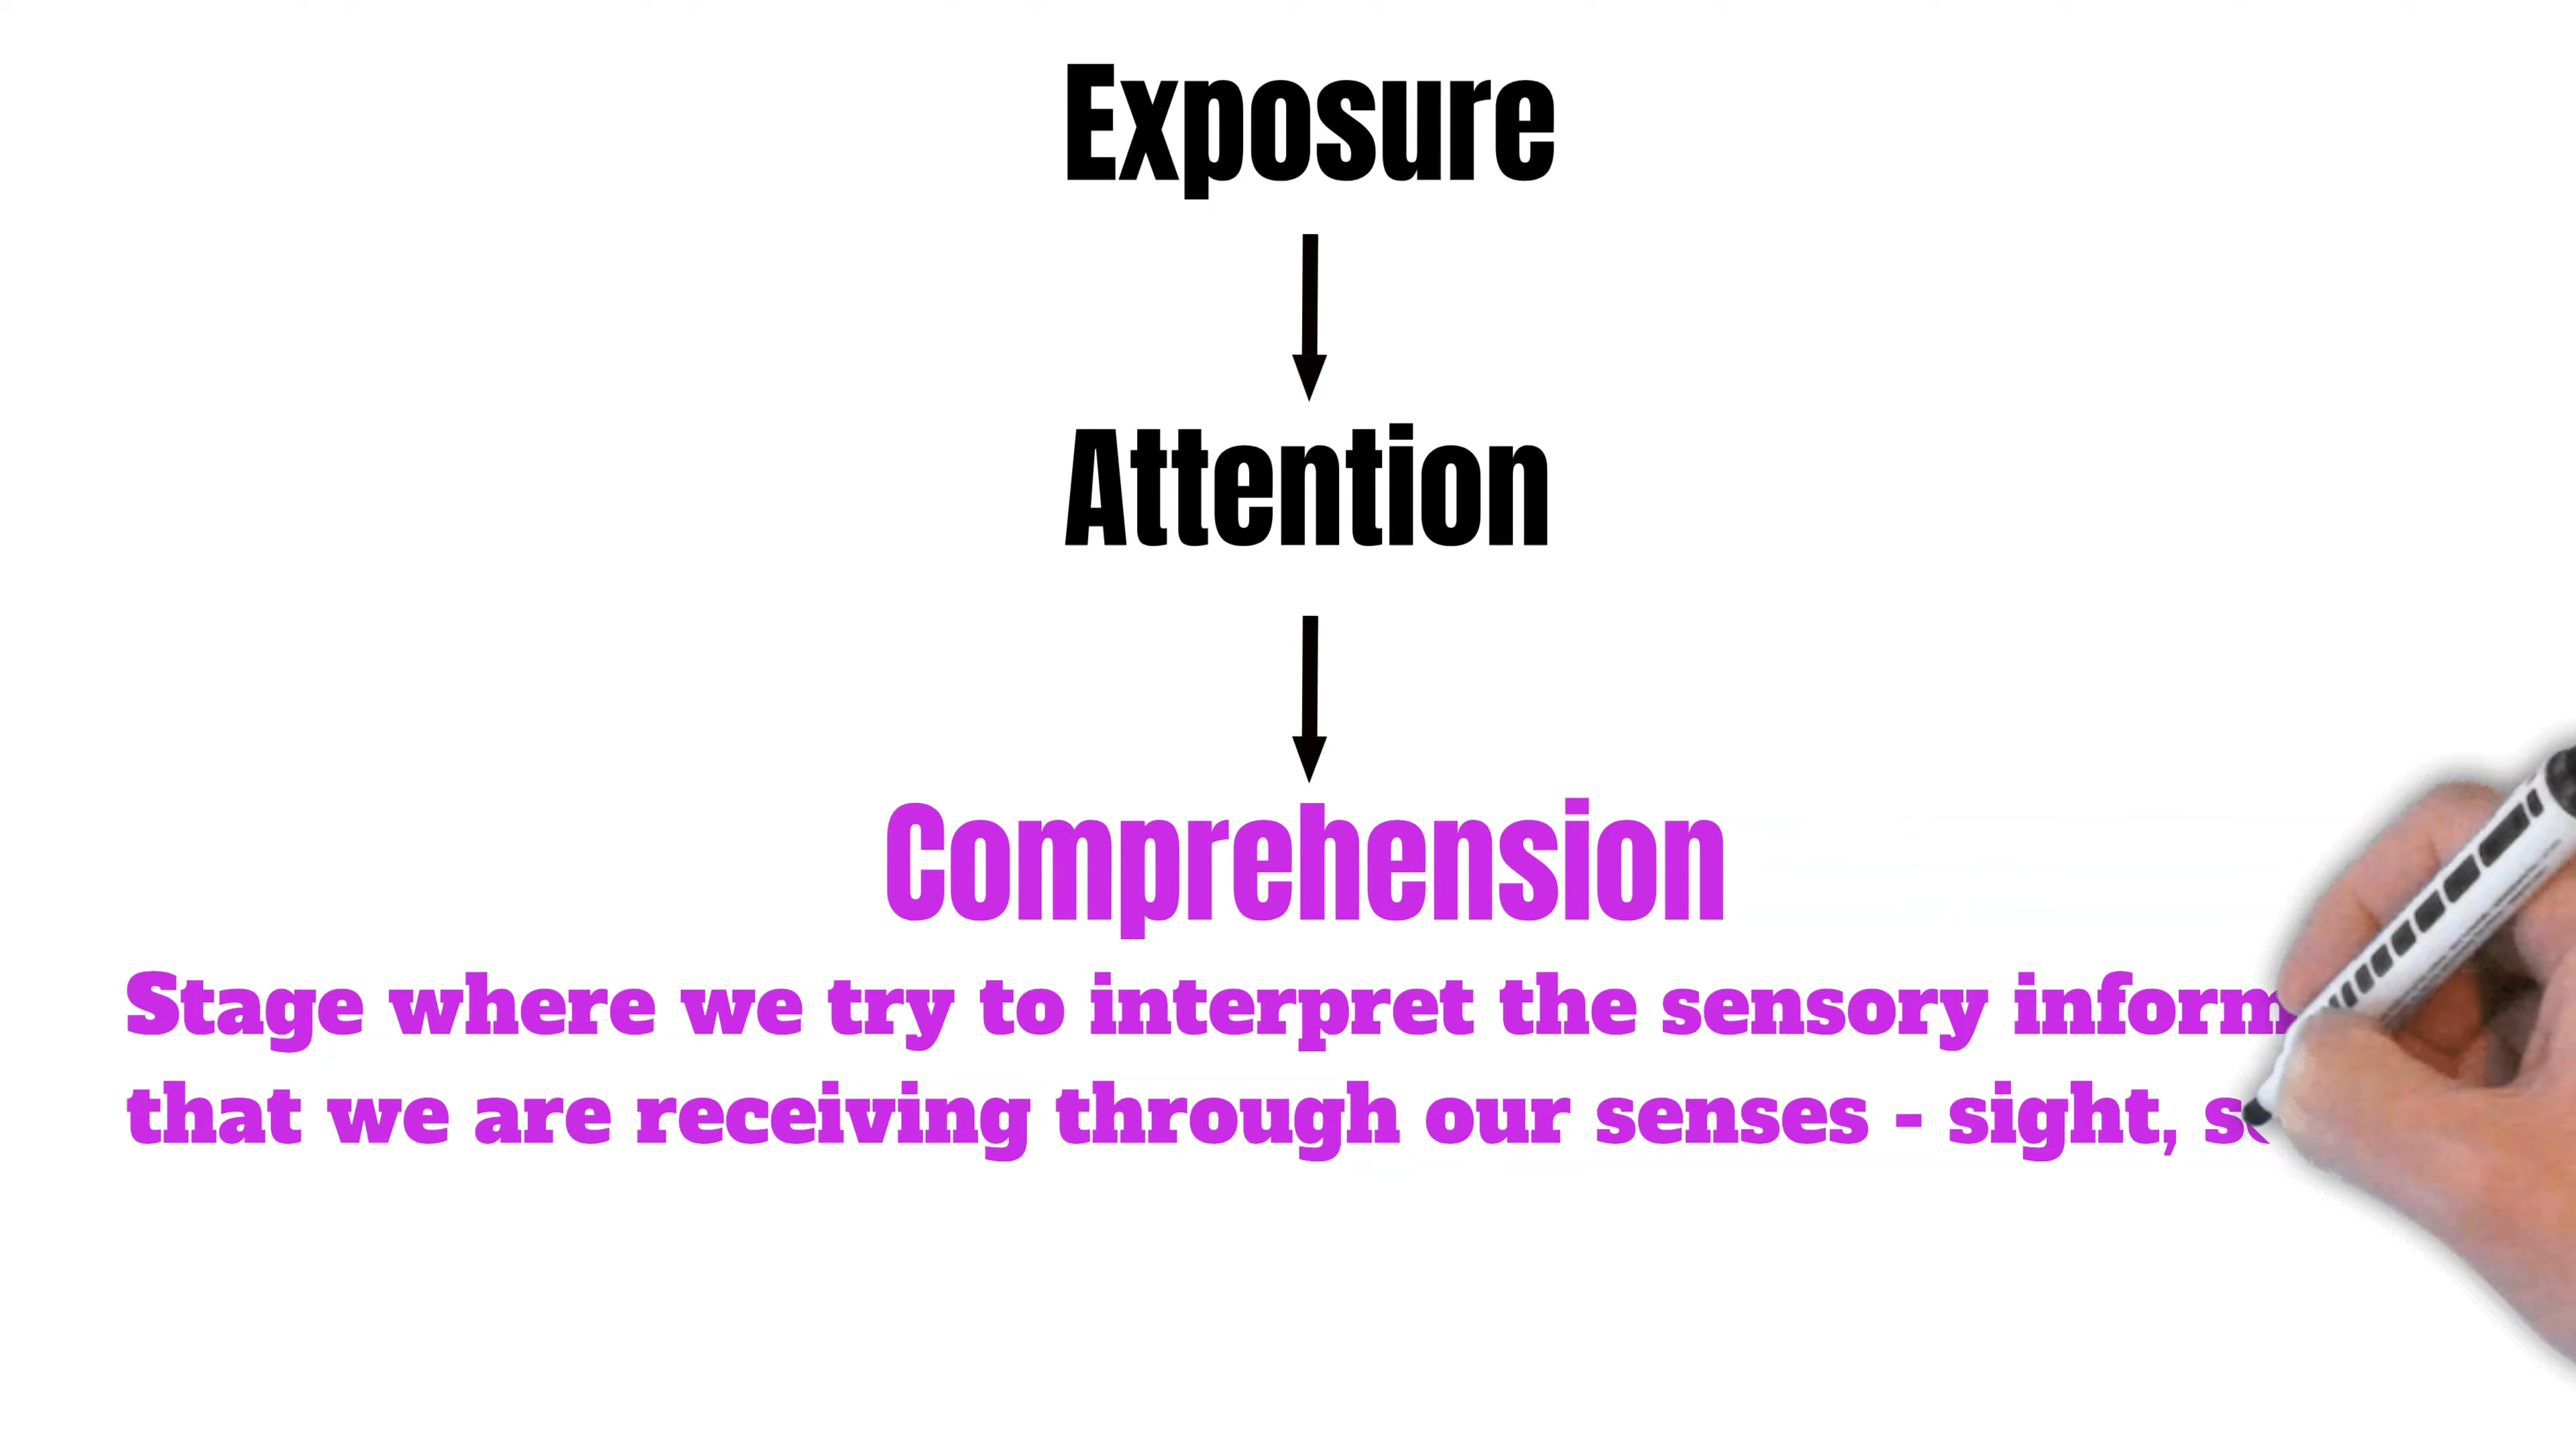 Exposure
Attention
Comprehension
Stage where we try to interpret the sensory
that we are receiving through our senses - sight,